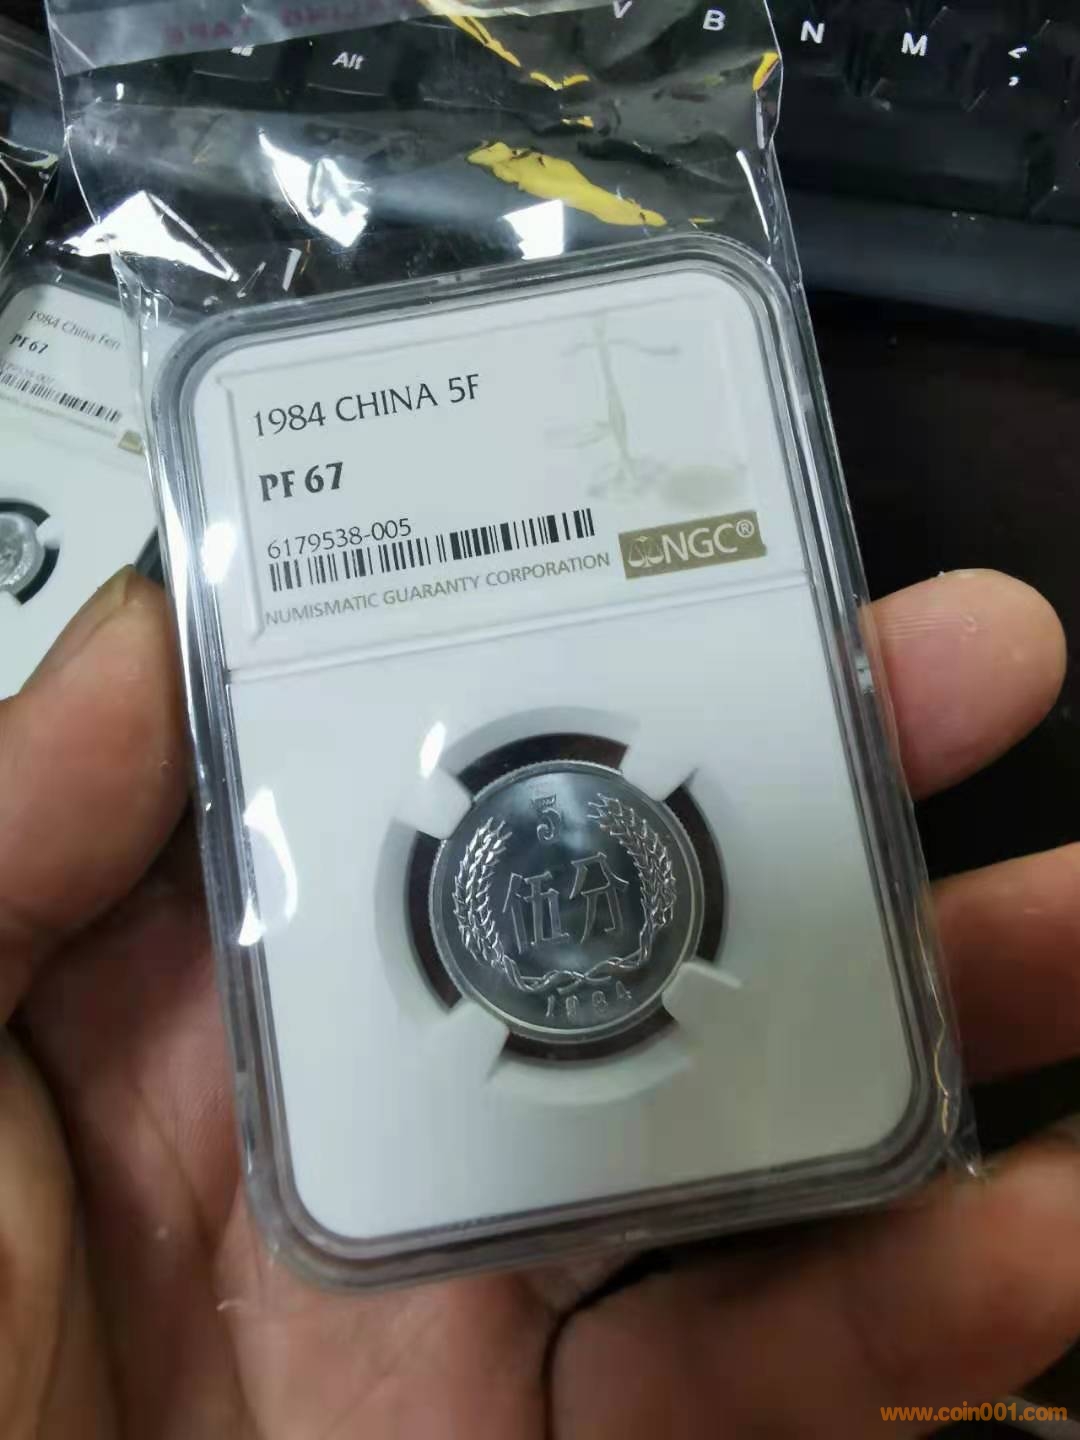 V B N M <
,
Alt
1984 CHINA 5F
PF 67
6179538-005
NUMISMATIC GUARANTY CORPORATION
NGC®
1984 China Fen
PF 67
5
伍分
1984
www.coin001.com